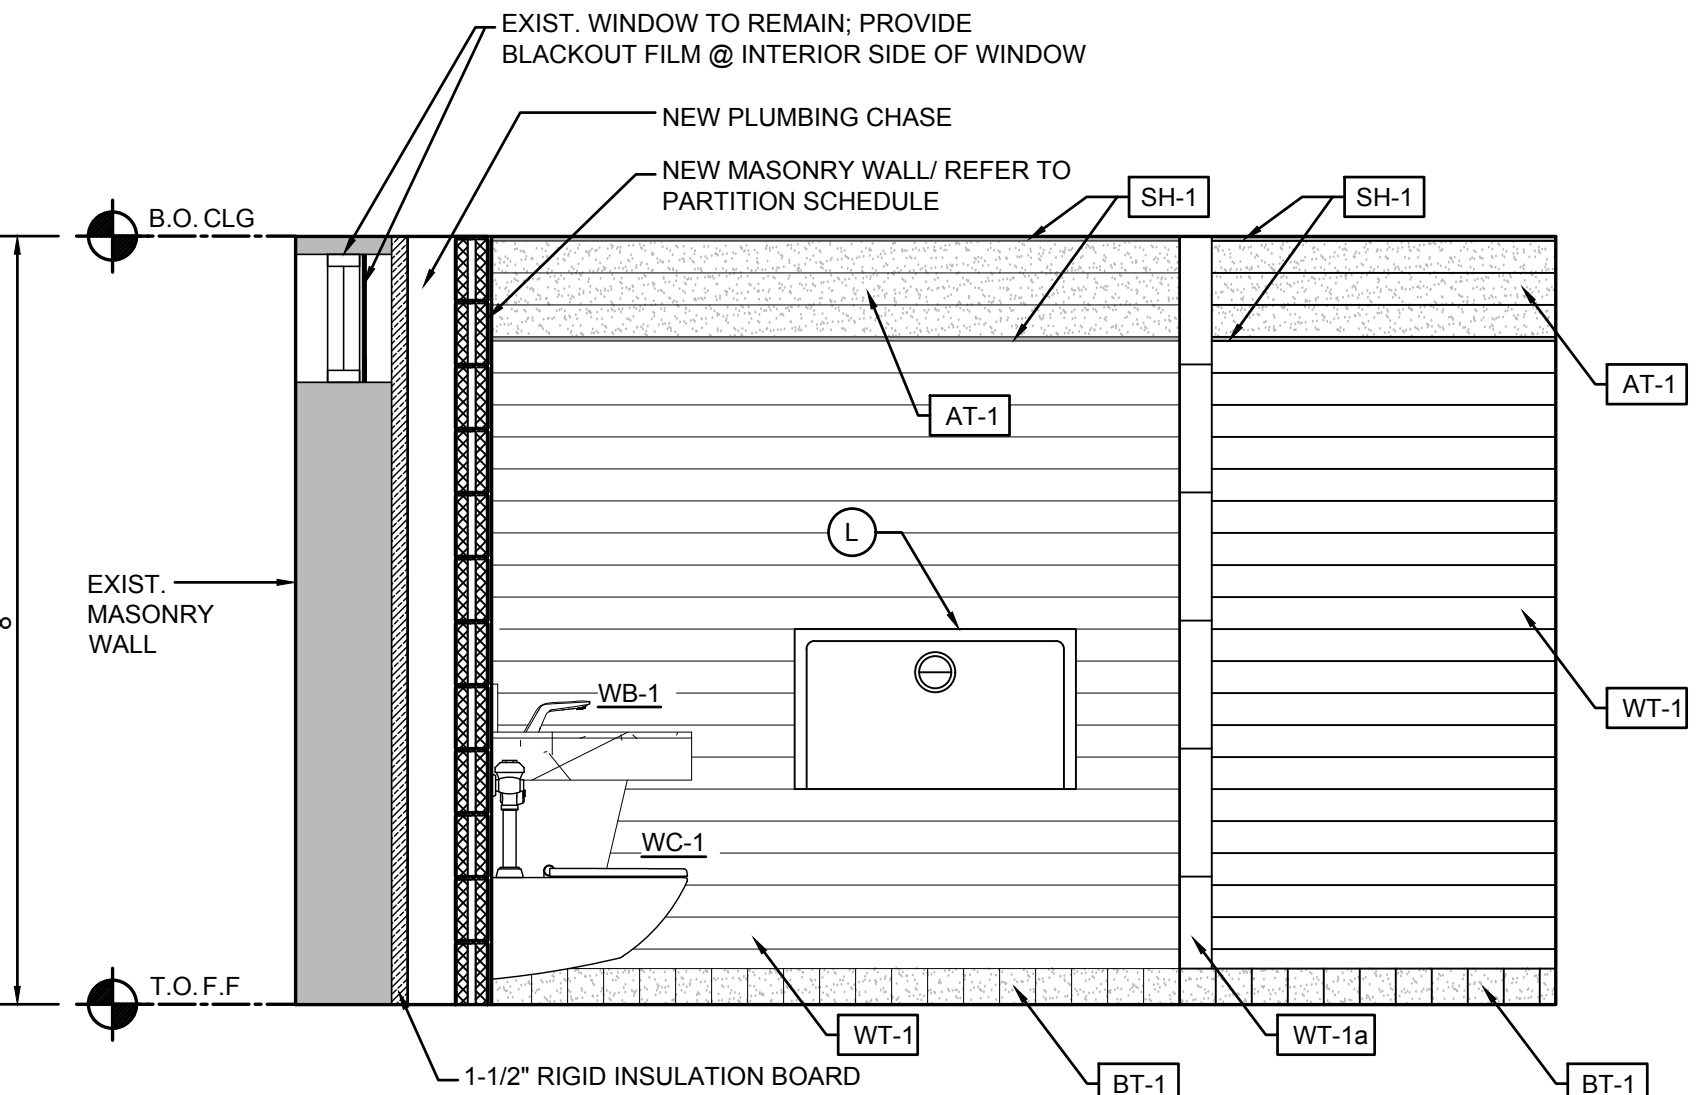 EXIST. WINDOW TO REMAIN; PROVIDE
BLACKOUT FILM @ INTERIOR SIDE OF WINDOW
NEW PLUMBING CHASE
NEW MASONRY WALL/ REFER TO
PARTITION SCHEDULE
SH-1
SH-1
B.O. CLG
AT-1
AT-1
L
EXIST.
MASONRY
WALL
8
WB-1
WT-1
WC-1
T.O. F.F
WT-1
WT-1a
1-1/2" RIGID INSULATION BOARD
BT-1
BT-1